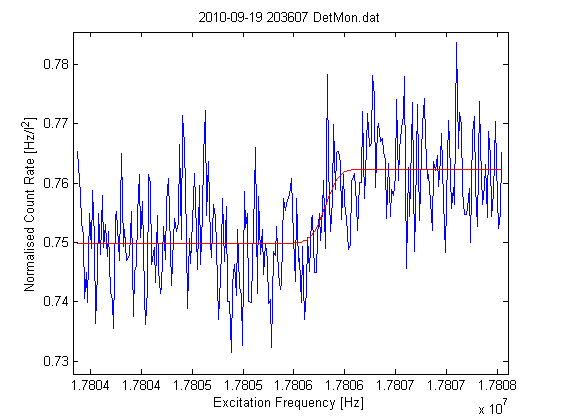 2010-09-19 203607 DetMon.dat
0.78
0.77
0.76
0.75
0.74
0.73
Normalised Count Rate [Hz/I²]
1.7804 1.7804 1.7805 1.7805 1.7806 1.7806 1.7807 1.7807 1.7808
x 10⁷
Excitation Frequency [Hz]